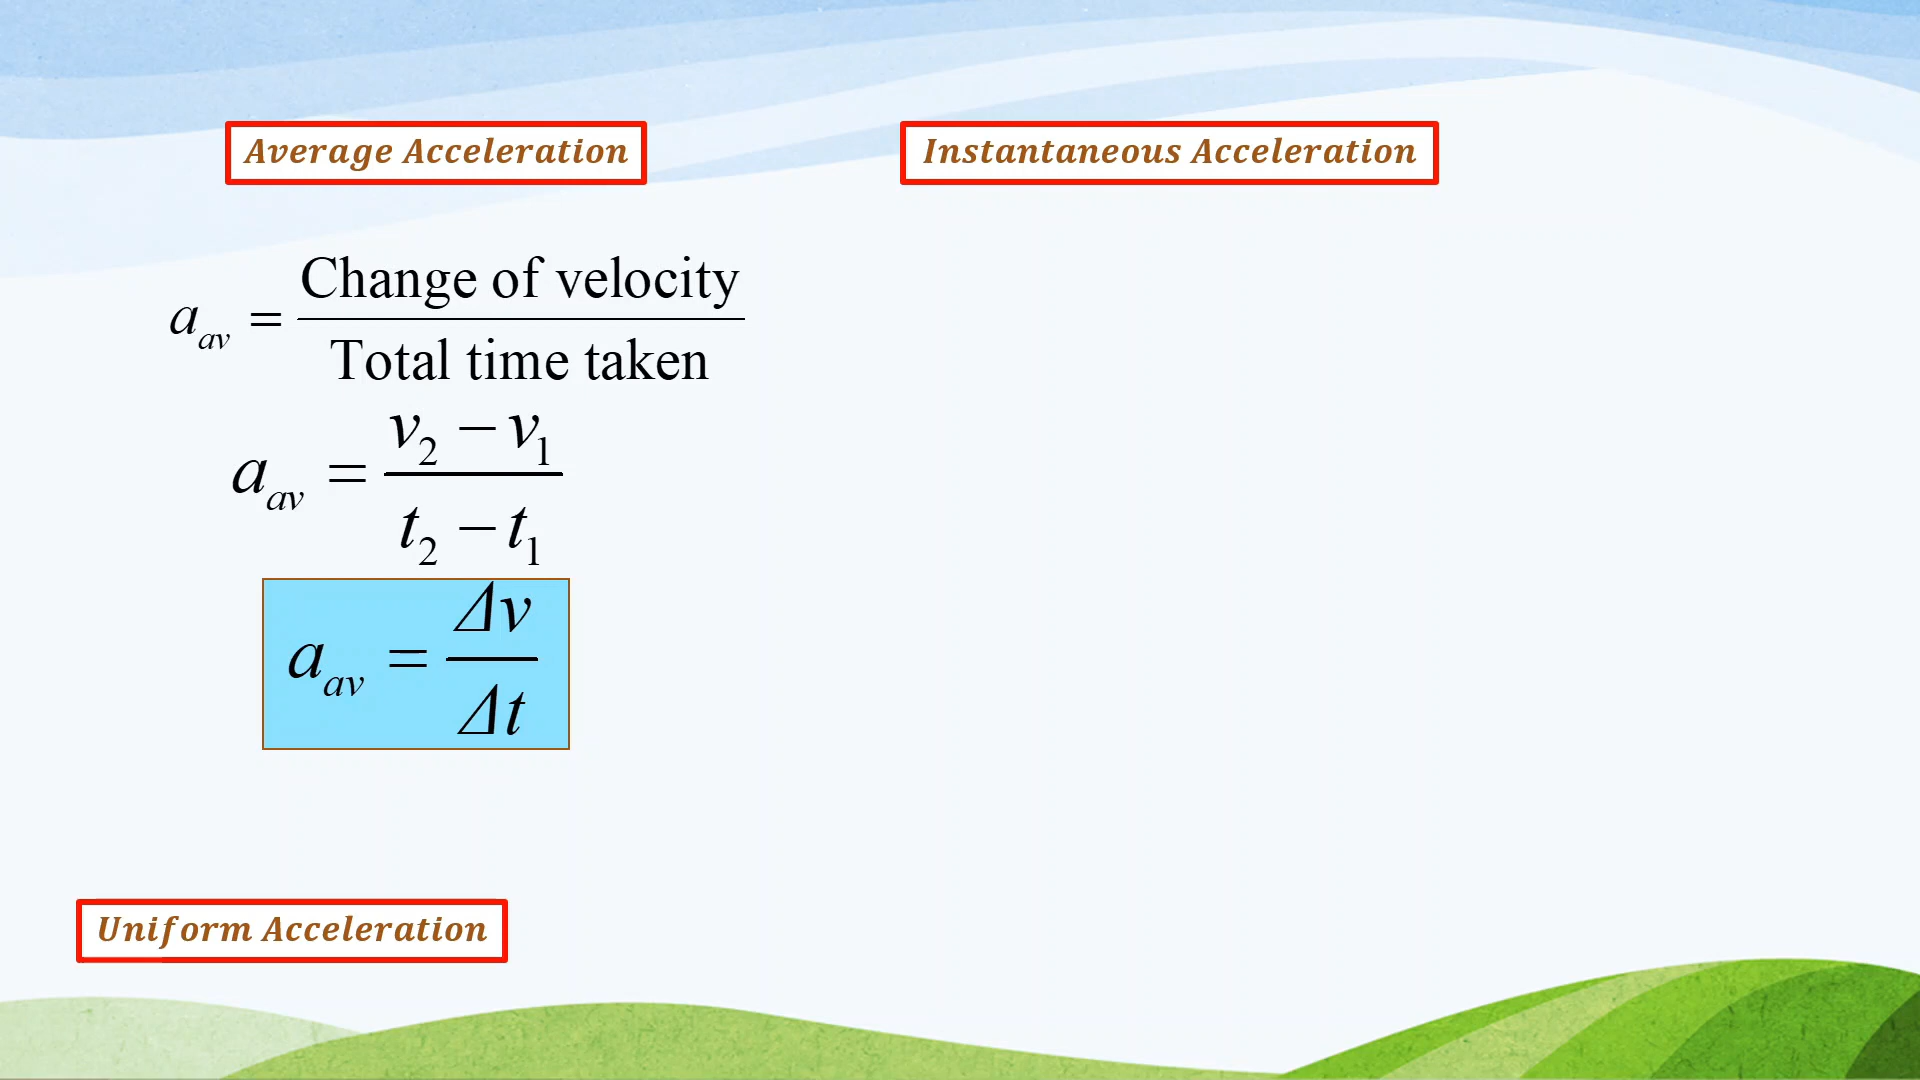 Average Acceleration
Instantaneous Acceleration
a_av = Change of velocity / Total time taken
a_av = v_2 − v_1 / t_2 − t_1
a_av = Δv / Δt
Uniform Acceleration